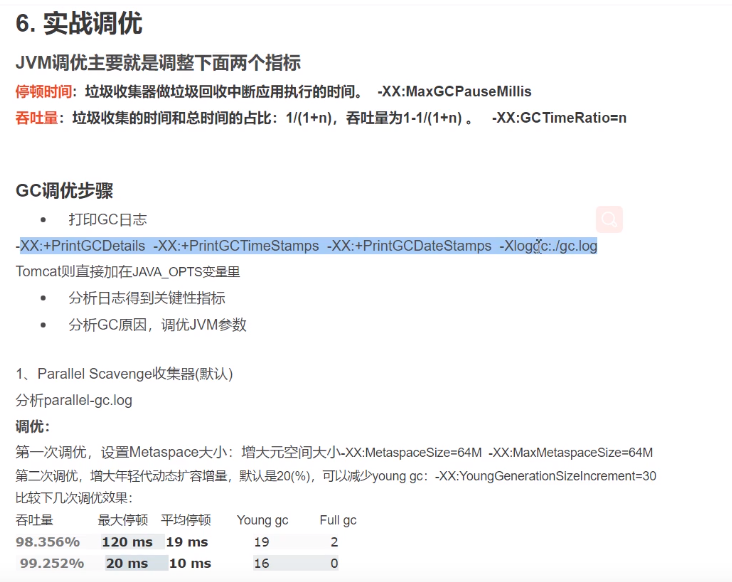 6. 实战调优
JVM调优主要就是调整下面两个指标
停顿时间：垃圾收集器做垃圾回收中断应用执行的时间。 -XX:MaxGCPauseMillis
吞吐量：垃圾收集的时间和总时间的占比：1/(1+n)，吞吐量为1-1/(1+n) 。 -XX:GCTimeRatio=n
GC调优步骤
• 打印GC日志
-XX:+PrintGCDetails -XX:+PrintGCTimeStamps -XX:+PrintGCDateStamps -Xloggc:./gc.log
Tomcat则直接加在JAVA_OPTS变量里
• 分析日志得到关键性指标
• 分析GC原因，调优JVM参数
1、Parallel Scavenge收集器(默认)
分析parallel-gc.log
调优：
第一次调优，设置Metaspace大小：增大元空间大小-XX:MetaspaceSize=64M -XX:MaxMetaspaceSize=64M
第二次调优，增大年轻代动态扩容增量，默认是20(%)，可以减少young gc：-XX:YoungGenerationSizeIncrement=30
比较下几次调优效果：
吞吐量 最大停顿 平均停顿 Young gc Full gc
98.356% 120 ms 19 ms 19 2
99.252% 20 ms 10 ms 16 0